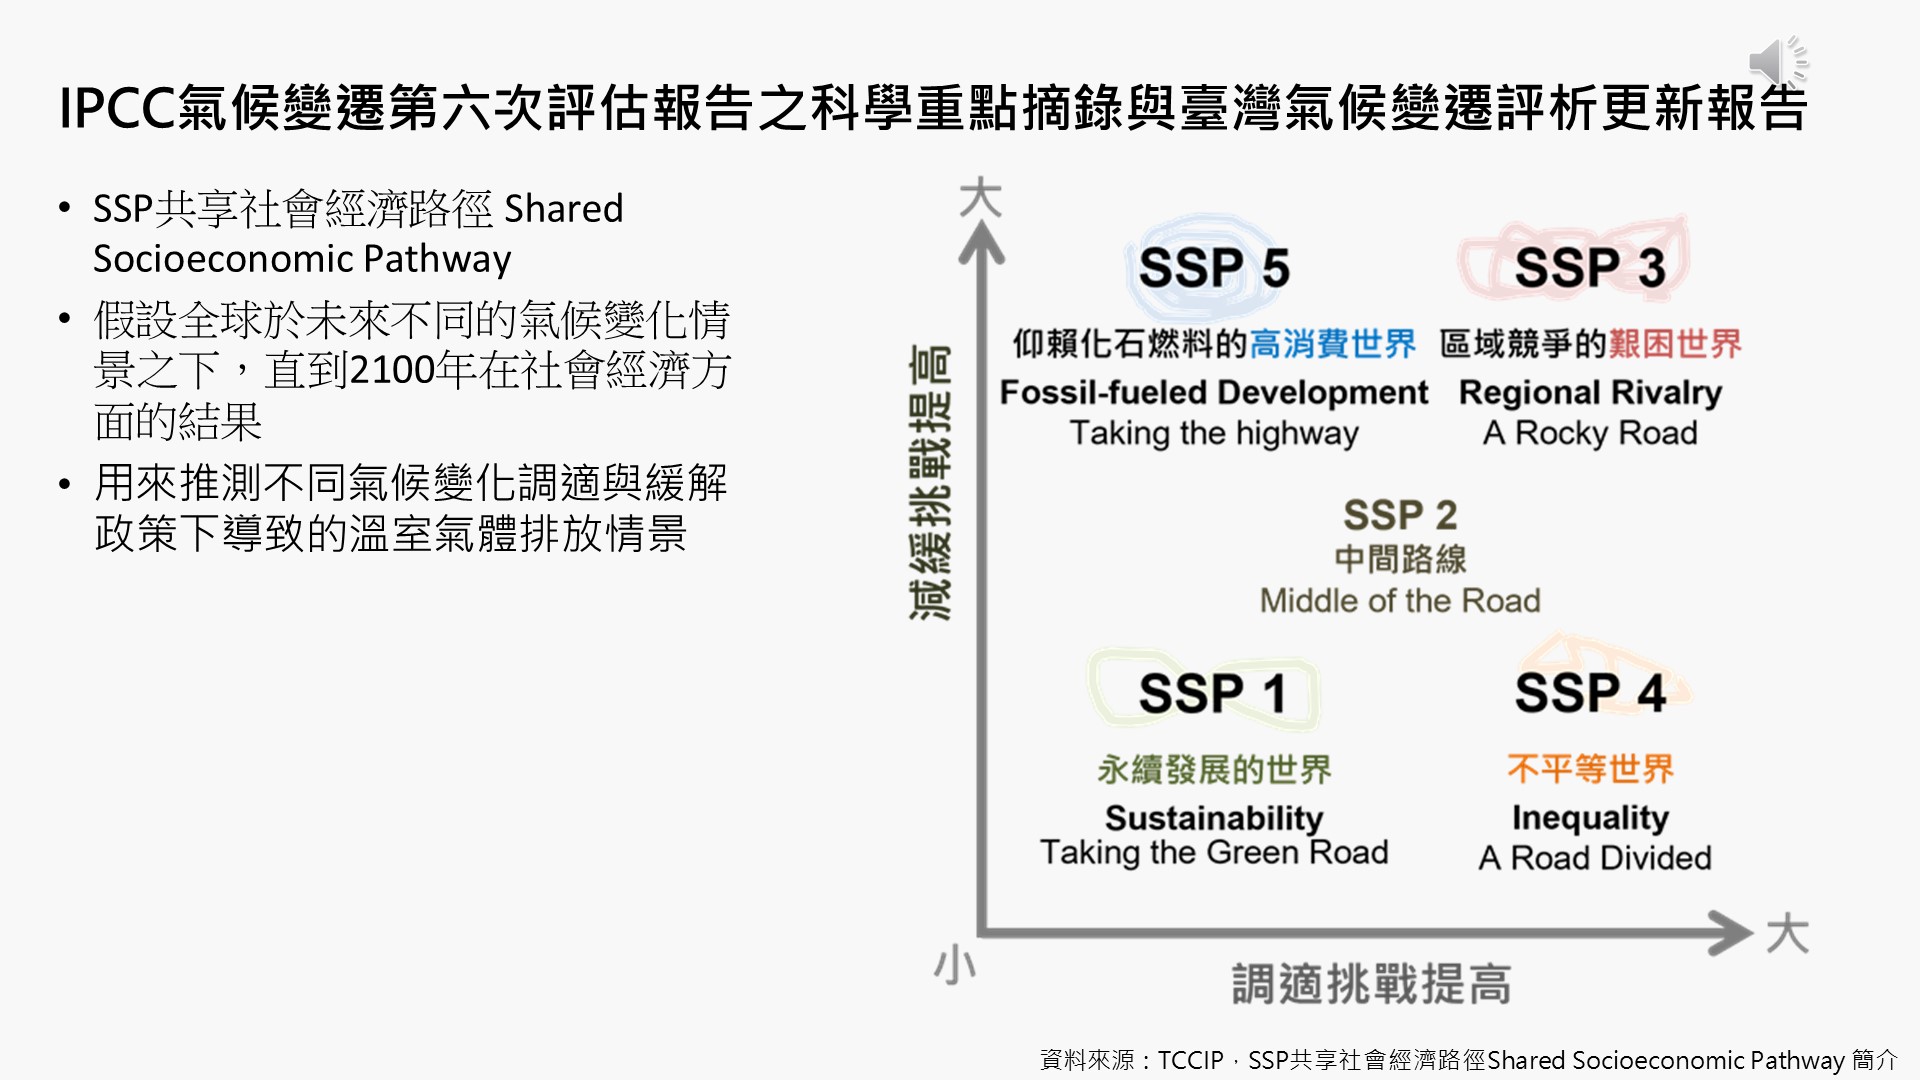 IPCC氣候變遷第六次評估報告之科學重點摘錄與臺灣氣候變遷評析更新報告
• SSP共享社會經濟路徑 Shared
Socioeconomic Pathway
• 假設全球於未來不同的氣候變化情
景之下，直到2100年在社會經濟方
面的結果
• 用來推測不同氣候變化調適與緩解
政策下導致的溫室氣體排放情景
大
減緩挑戰提高
SSP 5
仰賴化石燃料的高消費世界
Fossil-fueled Development
Taking the highway
SSP 3
區域競爭的艱困世界
Regional Rivalry
A Rocky Road
SSP 2
中間路線
Middle of the Road
SSP 1
永續發展的世界
Sustainability
Taking the Green Road
SSP 4
不平等世界
Inequality
A Road Divided
小
大
調適挑戰提高
資料來源：TCCIP，SSP共享社會經濟路徑Shared Socioeconomic Pathway 簡介